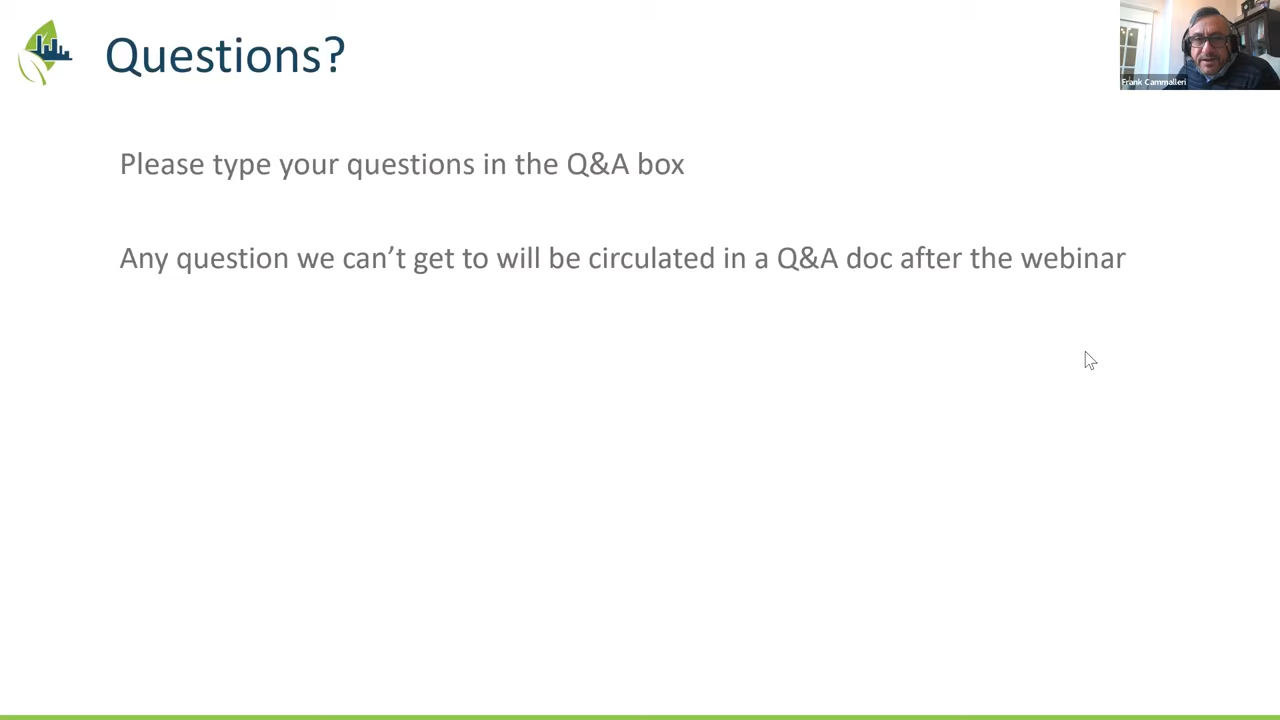 Questions?
Frank Cammalleri
Please type your questions in the Q&A box
Any question we can’t get to will be circulated in a Q&A doc after the webinar